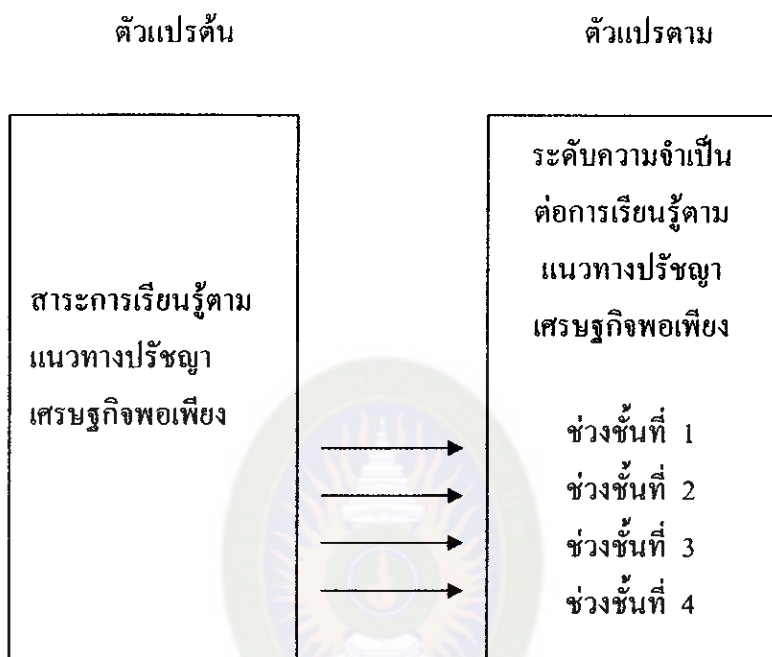 ตัวแปรต้น
ตัวแปรตาม
สาระการเรียนรู้ตาม
แนวทางปรัชญา
เศรษฐกิจพอเพียง
ระดับความจำเป็น
ต่อการเรียนรู้ตาม
แนวทางปรัชญา
เศรษฐกิจพอเพียง
ช่วงชั้นที่ 1
ช่วงชั้นที่ 2
ช่วงชั้นที่ 3
ช่วงชั้นที่ 4